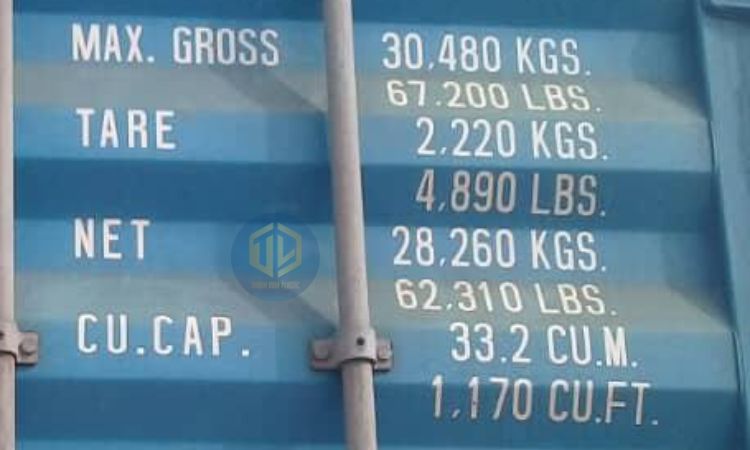 MAX. GROSS 30,480 KGS.
67.200 LBS.
TARE 2,220 KGS.
4,890 LBS.
NET 28,260 KGS.
62,310 LBS.
CU.CAP. 33.2 CU.M.
1,170 CU.FT.